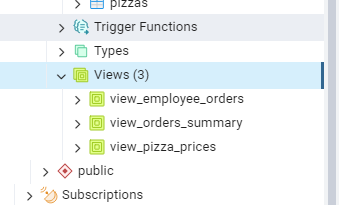 pizzas
Trigger Functions
Types
Views (3)
view_employee_orders
view_orders_summary
view_pizza_prices
public
Subscriptions